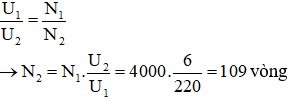 U₁/U₂ = N₁/N₂
→ N₂ = N₁.U₂/U₁ = 4000.6/220 = 109 vòng